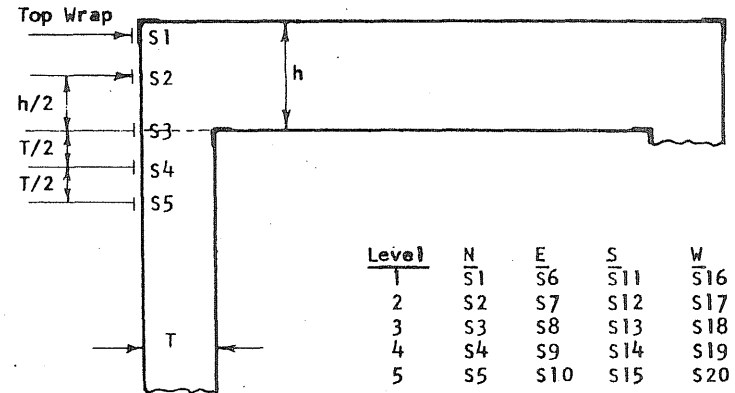 Top Wrap
S1
S2
h
h/2
S3
T/2
S4
T/2
S5
Level N E S W
1 S1 S6 S11 S16
2 S2 S7 S12 S17
3 S3 S8 S13 S18
4 S4 S9 S14 S19
5 S5 S10 S15 S20
T